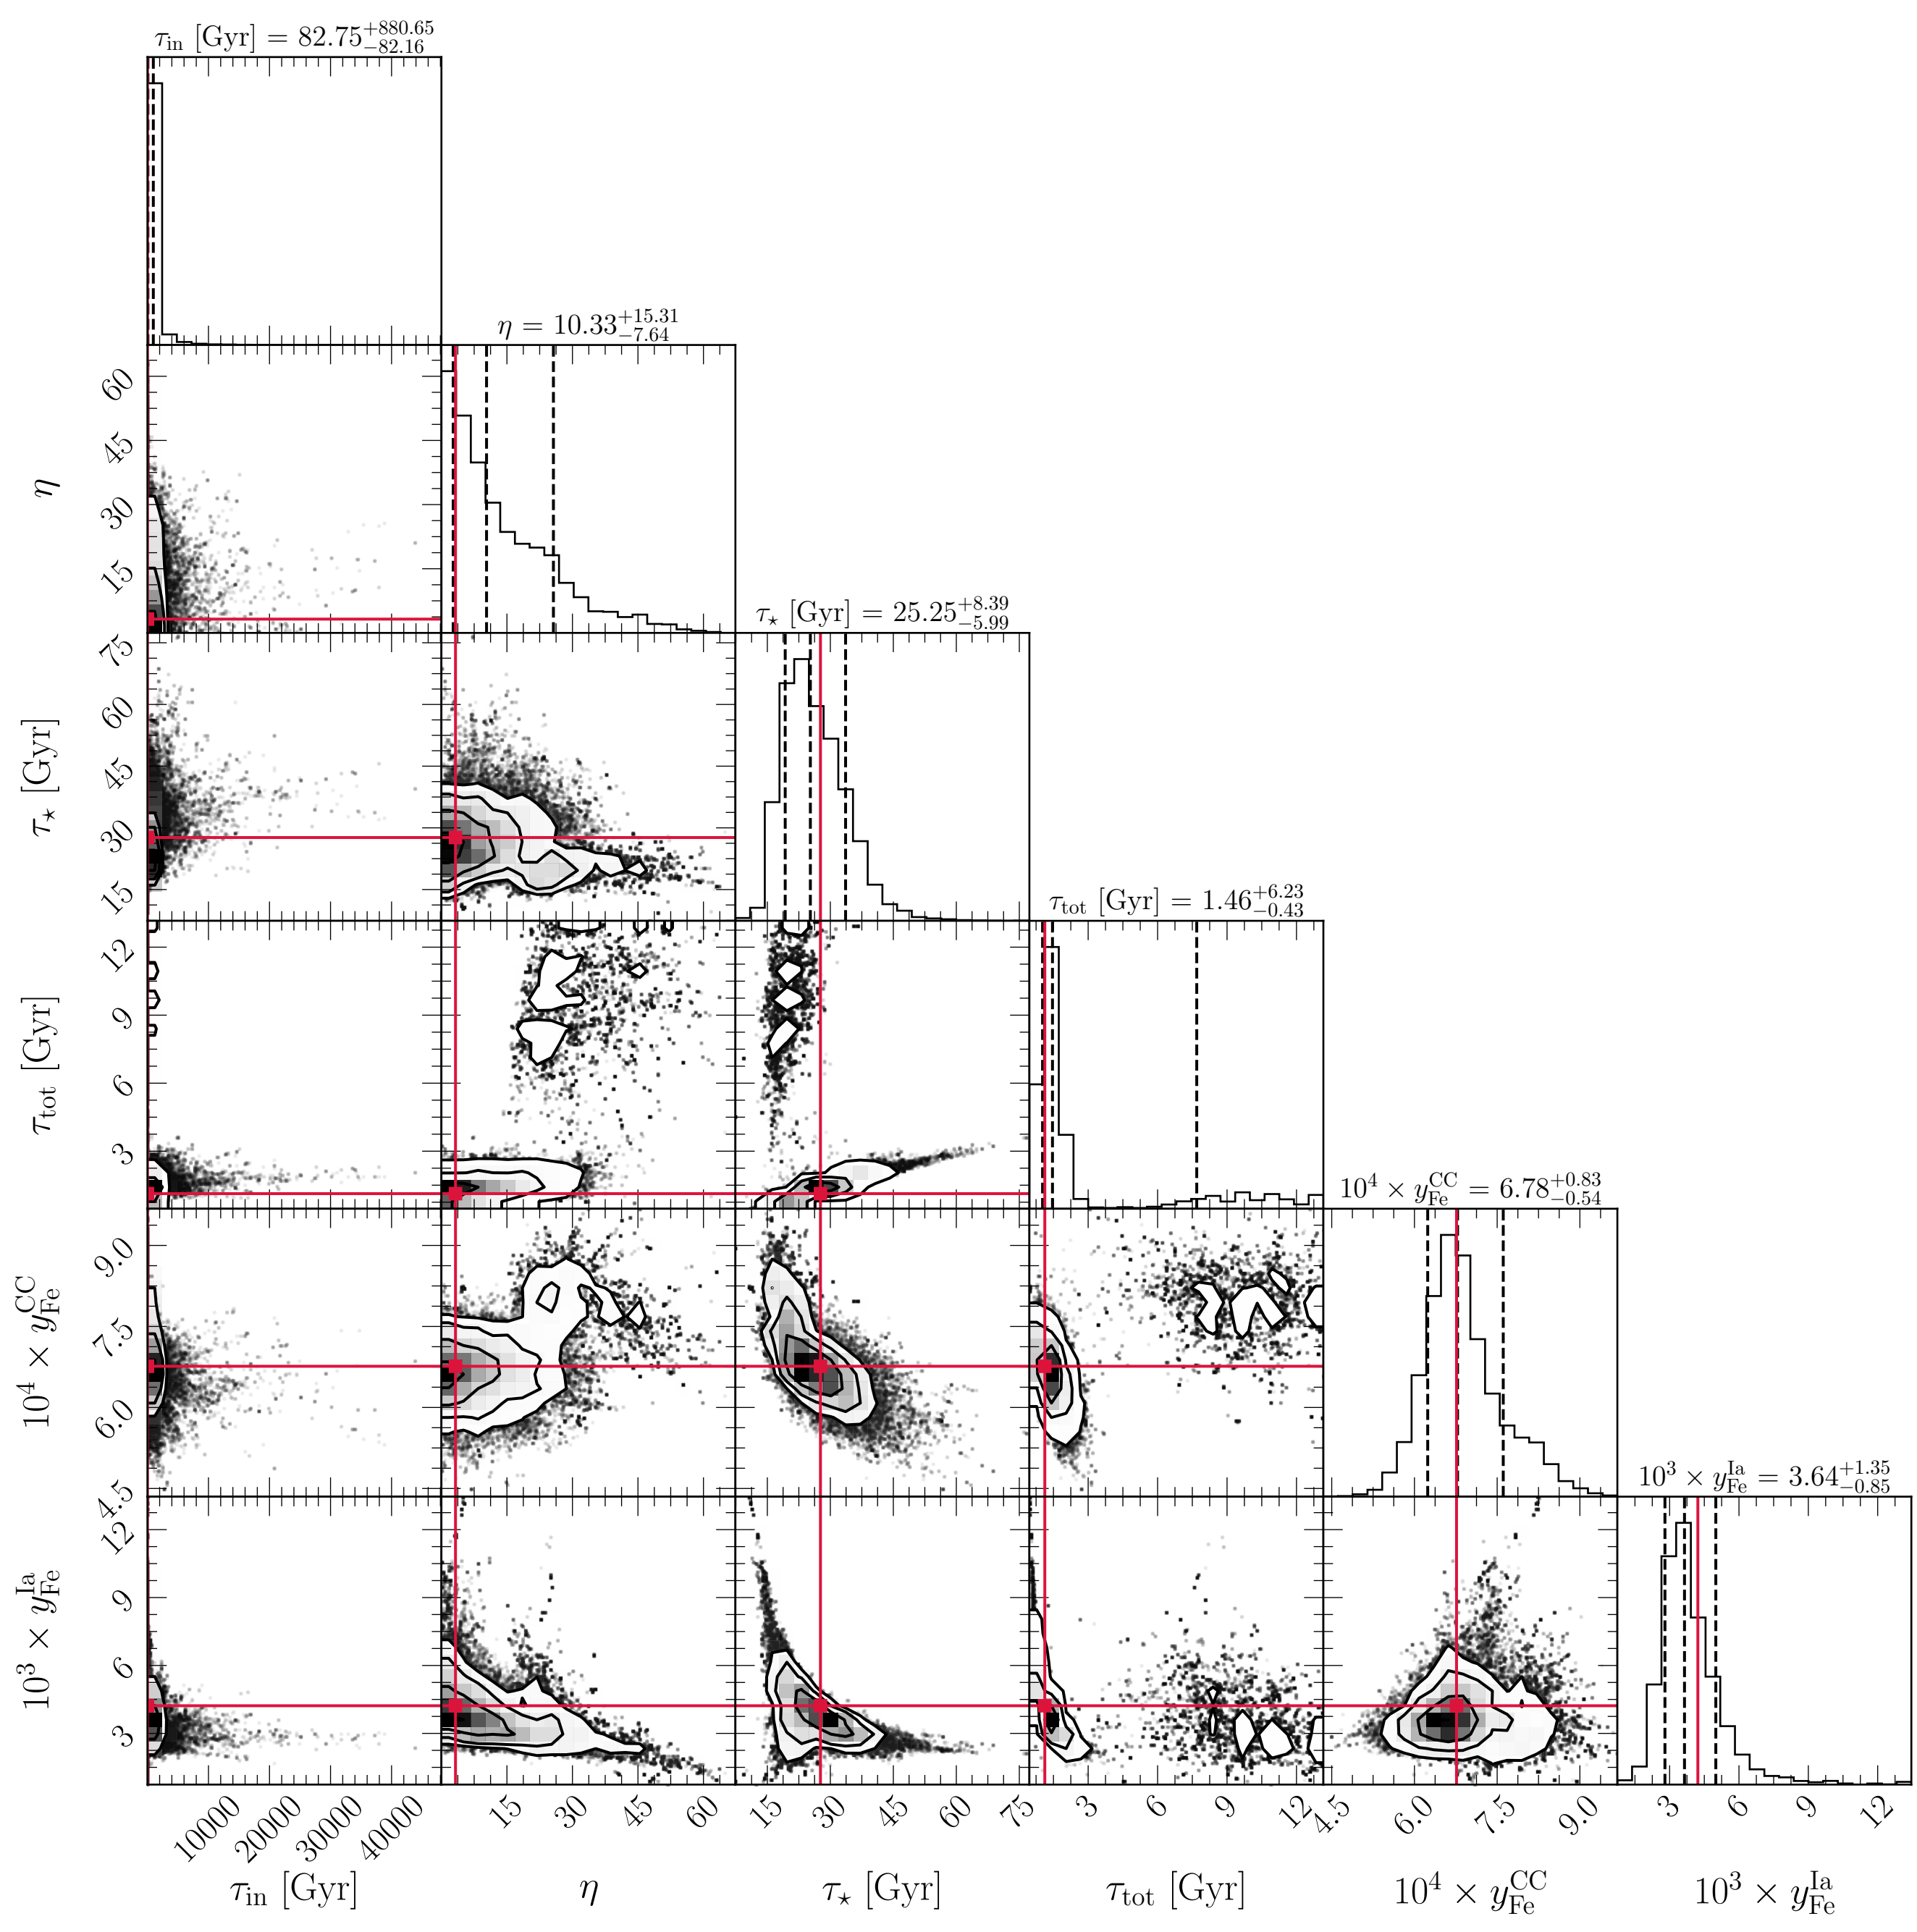 τ_in [Gyr] = 82.75^{+880.65}_{−82.16}
η = 10.33^{+15.31}_{−7.64}
τ_⋆ [Gyr] = 25.25^{+8.39}_{−5.99}
τ_tot [Gyr] = 1.46^{+6.23}_{−0.43}
10^4 × y_Fe^CC = 6.78^{+0.83}_{−0.54}
10^3 × y_Fe^Ia = 3.64^{+1.35}_{−0.85}
η
60
45
30
15
τ_⋆ [Gyr]
75
60
45
30
15
τ_tot [Gyr]
12
9
6
3
10^4 × y_Fe^CC
9.0
7.5
6.0
4.5
10^3 × y_Fe^Ia
12
9
6
3
10000 20000 30000 40000
15 30 45 60
15 30 45 60 75
3 6 9 12
4.5 6.0 7.5 9.0
3 6 9 12
τ_in [Gyr]
η
τ_⋆ [Gyr]
τ_tot [Gyr]
10^4 × y_Fe^CC
10^3 × y_Fe^Ia